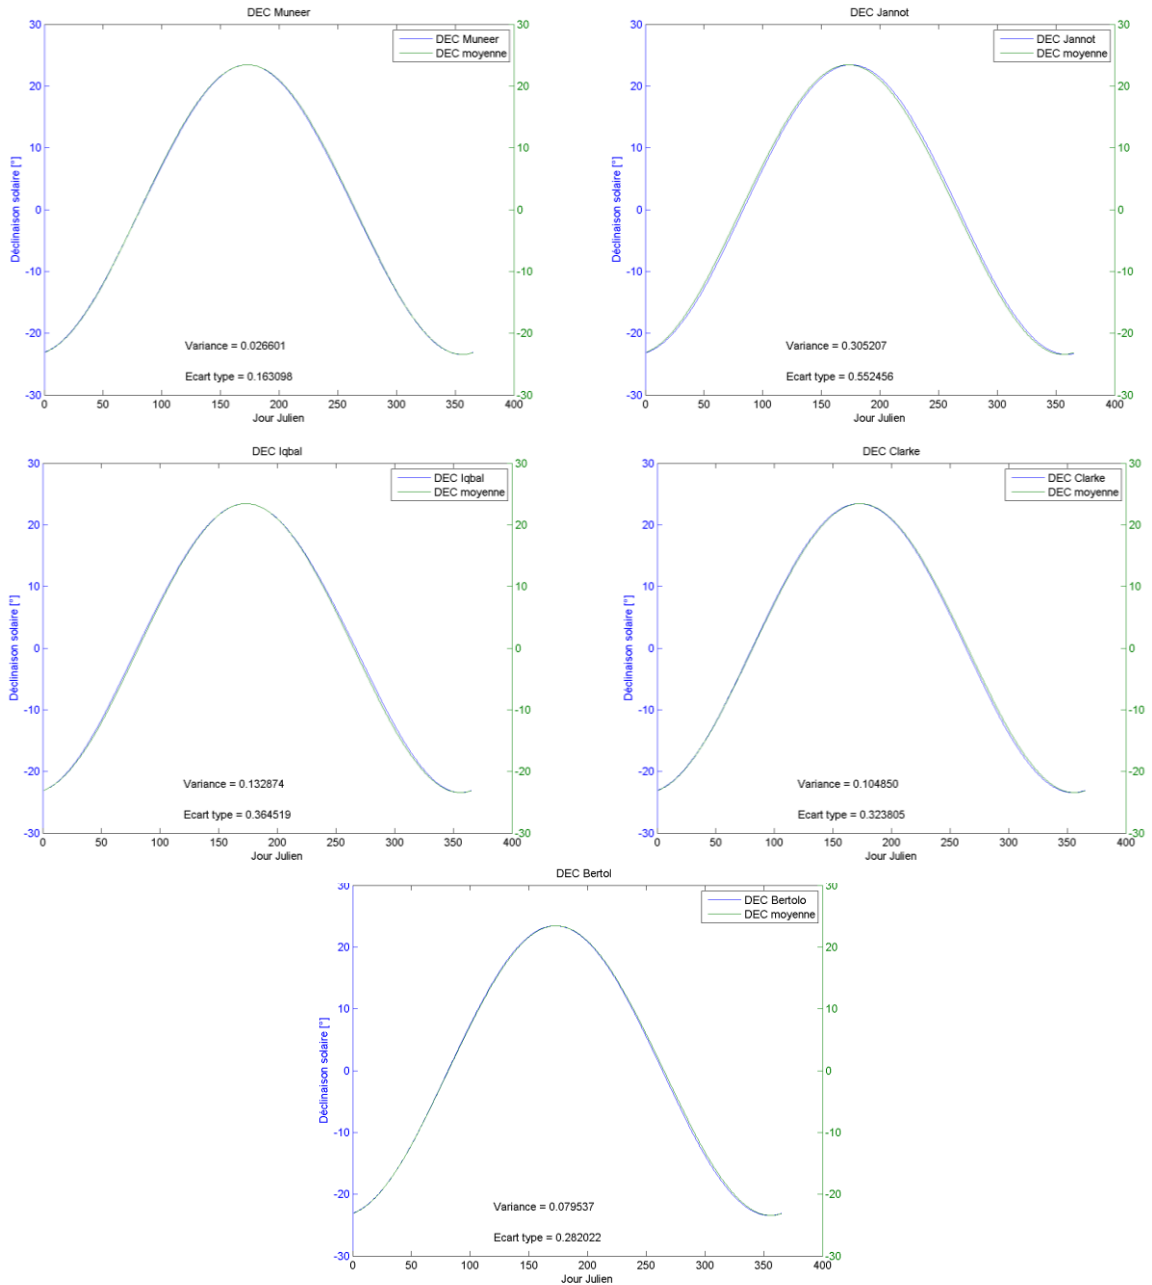 DEC Muneer
30
20
10
0
-10
-20
-30
Déclinaison solaire [°]
DEC Muneer
DEC moyenne
Variance = 0.026601
Ecart type = 0.163098
30
20
10
0
-10
-20
-30
0 50 100 150 200 250 300 350 400
Jour Julien
DEC Jannot
30
20
10
0
-10
-20
-30
Déclinaison solaire [°]
DEC Jannot
DEC moyenne
Variance = 0.305207
Ecart type = 0.552456
30
20
10
0
-10
-20
-30
0 50 100 150 200 250 300 350 400
Jour Julien
DEC Iqbal
30
20
10
0
-10
-20
-30
Déclinaison solaire [°]
DEC Iqbal
DEC moyenne
Variance = 0.132874
Ecart type = 0.364519
30
20
10
0
-10
-20
-30
0 50 100 150 200 250 300 350 400
Jour Julien
DEC Clarke
30
20
10
0
-10
-20
-30
Déclinaison solaire [°]
DEC Clarke
DEC moyenne
Variance = 0.104850
Ecart type = 0.323805
30
20
10
0
-10
-20
-30
0 50 100 150 200 250 300 350 400
Jour Julien
DEC Bertol
30
20
10
0
-10
-20
-30
Déclinaison solaire [°]
DEC Bertolo
DEC moyenne
Variance = 0.079537
Ecart type = 0.282022
30
20
10
0
-10
-20
-30
0 50 100 150 200 250 300 350 400
Jour Julien